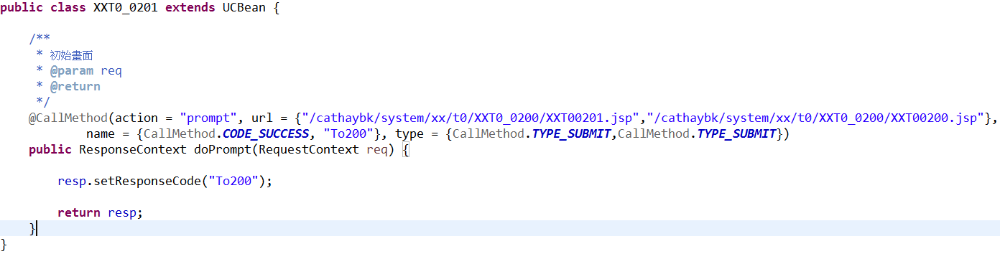 public class XXT0_0201 extends UCBean {
/**
* 初始畫面
* @param req
* @return
*/
@CallMethod(action = "prompt", url = {"/cathaybk/system/xx/t0/XXT0_0200/XXT00201.jsp","/cathaybk/system/xx/t0/XXT0_0200/XXT00200.jsp"},
name = {CallMethod.CODE_SUCCESS, "To200"}, type = {CallMethod.TYPE_SUBMIT,CallMethod.TYPE_SUBMIT})
public ResponseContext doPrompt(RequestContext req) {
resp.setResponseCode("To200");
return resp;
}
}